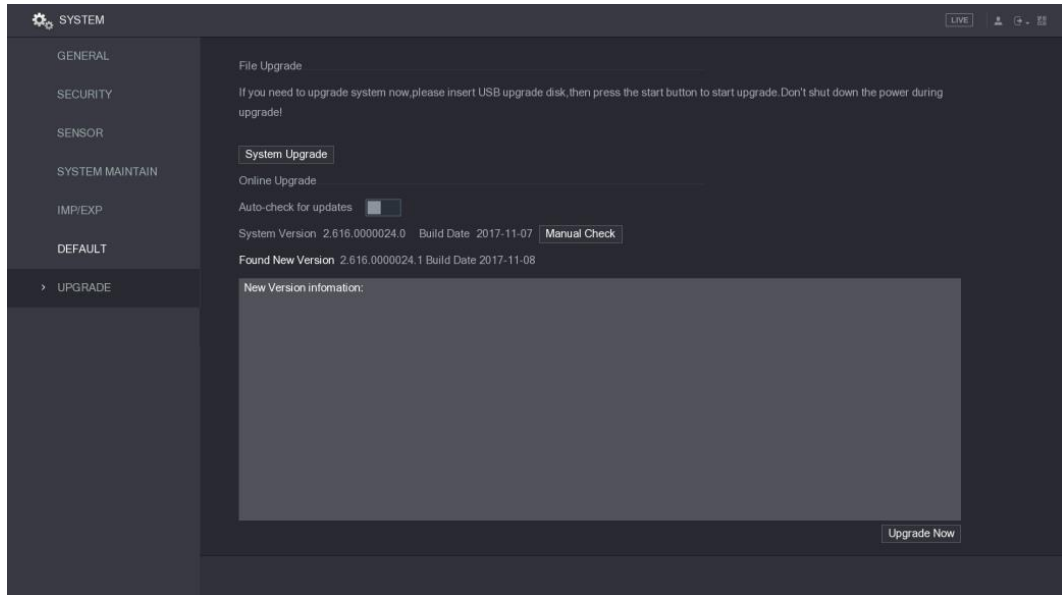 SYSTEM
LIVE
GENERAL
SECURITY
SENSOR
SYSTEM MAINTAIN
IMP/EXP
DEFAULT
UPGRADE
File Upgrade
If you need to upgrade system now,please insert USB upgrade disk,then press the start button to start upgrade.Don't shut down the power during
upgrade!
System Upgrade
Online Upgrade
Auto-check for updates
System Version 2.616.0000024.0 Build Date 2017-11-07 Manual Check
Found New Version 2.616.0000024.1 Build Date 2017-11-08
New Version infomation:
Upgrade Now